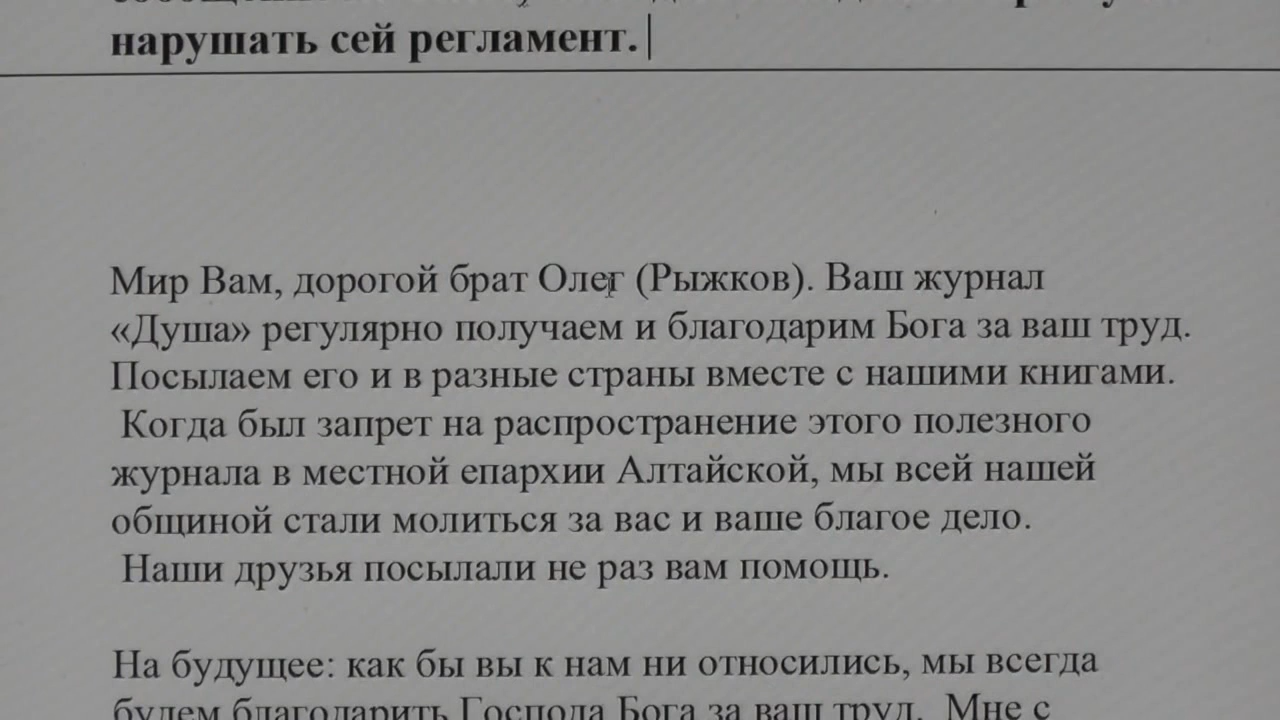 нарушать сей регламент.
Мир Вам, дорогой брат Олег (Рыжков). Ваш журнал
«Душа» регулярно получаем и благодарим Бога за ваш труд.
Посылаем его и в разные страны вместе с нашими книгами.
Когда был запрет на распространение этого полезного
журнала в местной епархии Алтайской, мы всей нашей
общиной стали молиться за вас и ваше благое дело.
Наши друзья посылали не раз вам помощь.
На будущее: как бы вы к нам ни относились, мы всегда
будем благодарить Господа Бога за ваш труд. Мне с